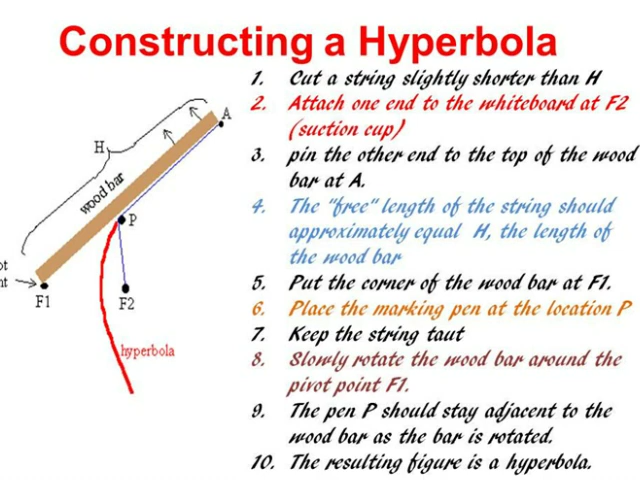 Constructing a Hyperbola
1. Cut a string slightly shorter than H
2. Attach one end to the whiteboard at F2
(suction cup)
3. pin the other end to the top of the wood
bar at A.
4. The "free" length of the string should
approximately equal H, the length of
the wood bar
5. Put the corner of the wood bar at F1.
6. Place the marking pen at the location P
7. Keep the string taut
8. Slowly rotate the wood bar around the
pivot point F1.
9. The pen P should stay adjacent to the
wood bar as the bar is rotated.
10. The resulting figure is a hyperbola.
A
H
wood bar
P
F1
F2
hyperbola